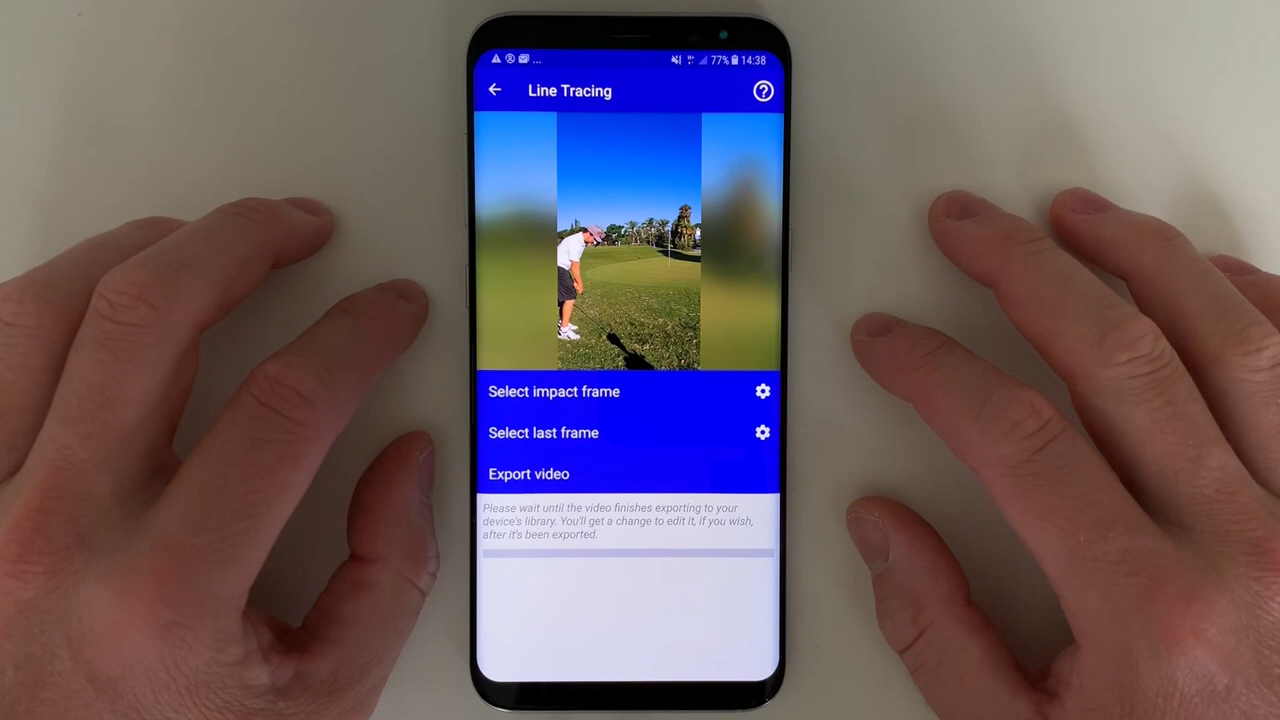 ... 77% 14:38
Line Tracing
Select impact frame
Select last frame
Export video
Please wait until the video finishes exporting to your
device's library. You'll get a change to edit it, if you wish,
after it's been exported.